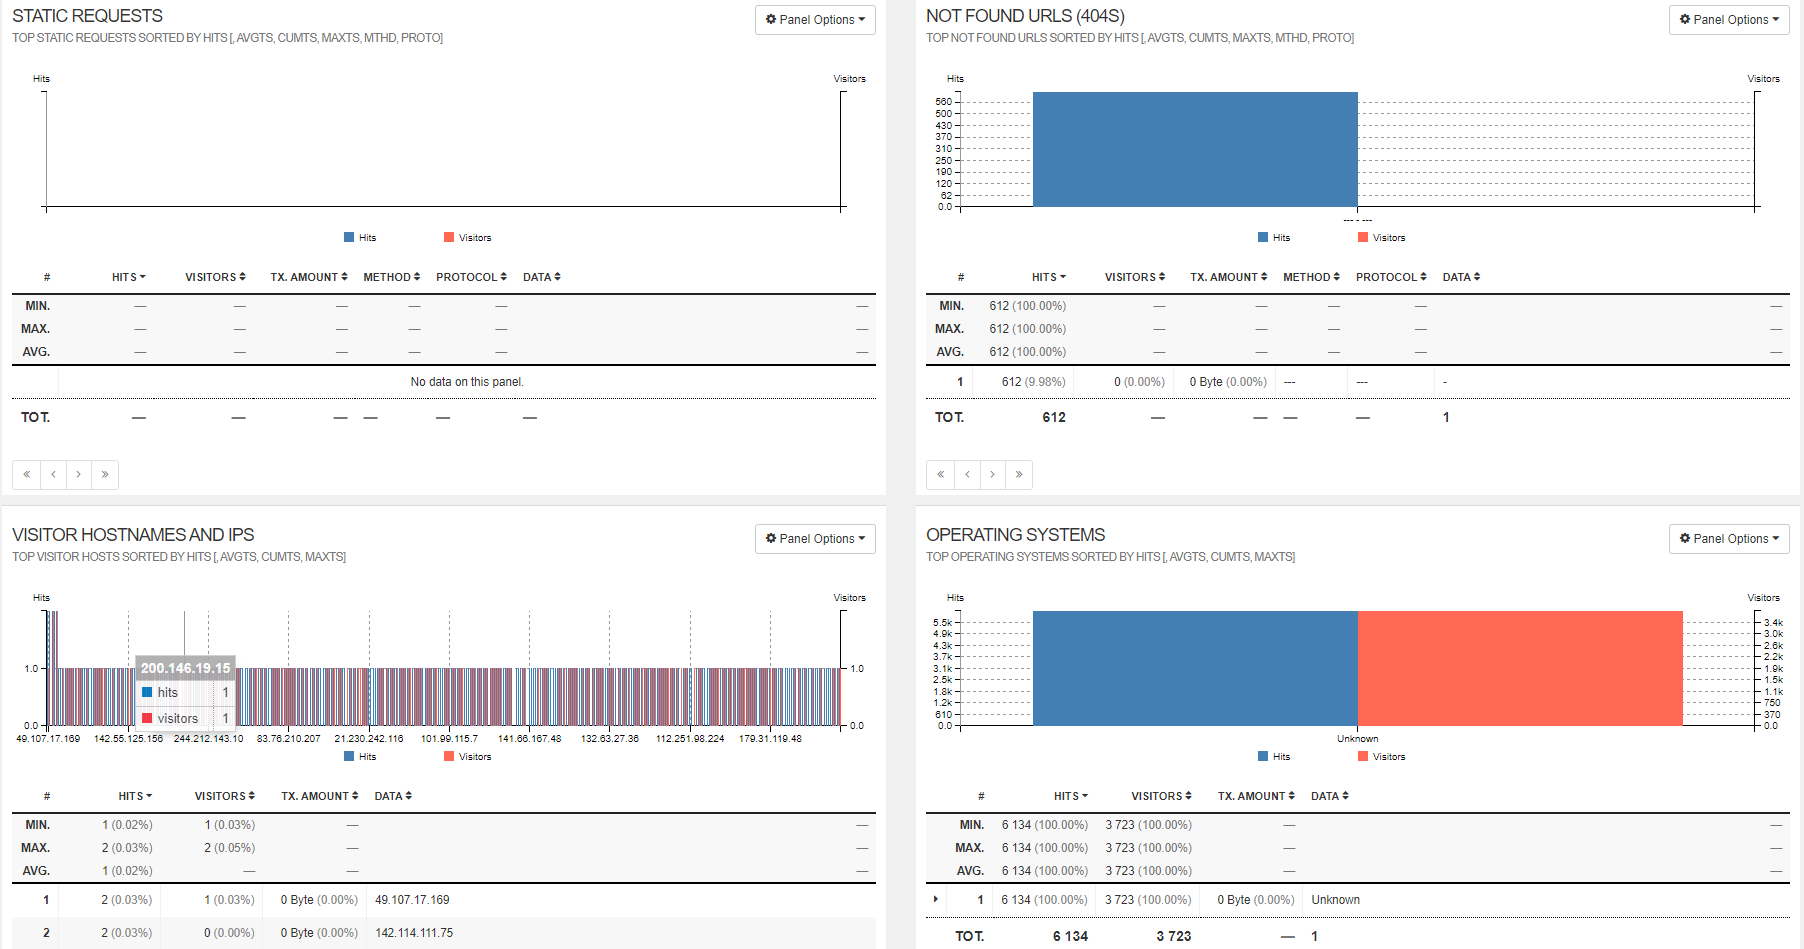 STATIC REQUESTS
Panel Options
TOP STATIC REQUESTS SORTED BY HITS [, AVGTS, CUMTS, MAXTS, MTHD, PROTO]
Hits Visitors
Hits Visitors
# HITS VISITORS TX. AMOUNT METHOD PROTOCOL DATA
MIN. — — — — — —
MAX. — — — — — —
AVG. — — — — — —
No data on this panel.
TOT. — — — — — —
« ‹ › »
NOT FOUND URLS (404S)
Panel Options
TOP NOT FOUND URLS SORTED BY HITS [, AVGTS, CUMTS, MAXTS, MTHD, PROTO]
Hits Visitors
560
500
430
370
310
250
190
120
62
0.0
--- - ---
Hits Visitors
# HITS VISITORS TX. AMOUNT METHOD PROTOCOL DATA
MIN. 612 (100.00%) — — — — —
MAX. 612 (100.00%) — — — — —
AVG. 612 (100.00%) — — — — —
1 612 (9.98%) 0 (0.00%) 0 Byte (0.00%) --- --- -
TOT. 612 — — — — 1
« ‹ › »
VISITOR HOSTNAMES AND IPS
Panel Options
TOP VISITOR HOSTS SORTED BY HITS [, AVGTS, CUMTS, MAXTS]
Hits Visitors
1.0 1.0
200.146.19.15
hits 1
visitors 1
0.0 0.0
49.107.17.169 142.55.125.156 244.212.143.10 83.76.210.207 21.230.242.116 101.99.115.7 141.66.167.48 132.63.27.36 112.251.98.224 179.31.119.48
Hits Visitors
# HITS VISITORS TX. AMOUNT DATA
MIN. 1 (0.02%) 1 (0.03%) — —
MAX. 2 (0.03%) 2 (0.05%) — —
AVG. 1 (0.02%) — — —
1 2 (0.03%) 1 (0.03%) 0 Byte (0.00%) 49.107.17.169
2 2 (0.03%) 0 (0.00%) 0 Byte (0.00%) 142.114.111.75
OPERATING SYSTEMS
Panel Options
TOP OPERATING SYSTEMS SORTED BY HITS [, AVGTS, CUMTS, MAXTS]
Hits Visitors
5.5k 3.4k
4.9k 3.0k
4.3k 2.6k
3.7k 2.2k
3.1k 1.9k
2.5k 1.5k
1.8k 1.1k
1.2k 750
610 370
0.0 0.0
Unknown
Hits Visitors
# HITS VISITORS TX. AMOUNT DATA
MIN. 6 134 (100.00%) 3 723 (100.00%) — —
MAX. 6 134 (100.00%) 3 723 (100.00%) — —
AVG. 6 134 (100.00%) 3 723 (100.00%) — —
1 6 134 (100.00%) 3 723 (100.00%) 0 Byte (0.00%) Unknown
TOT. 6 134 3 723 — 1